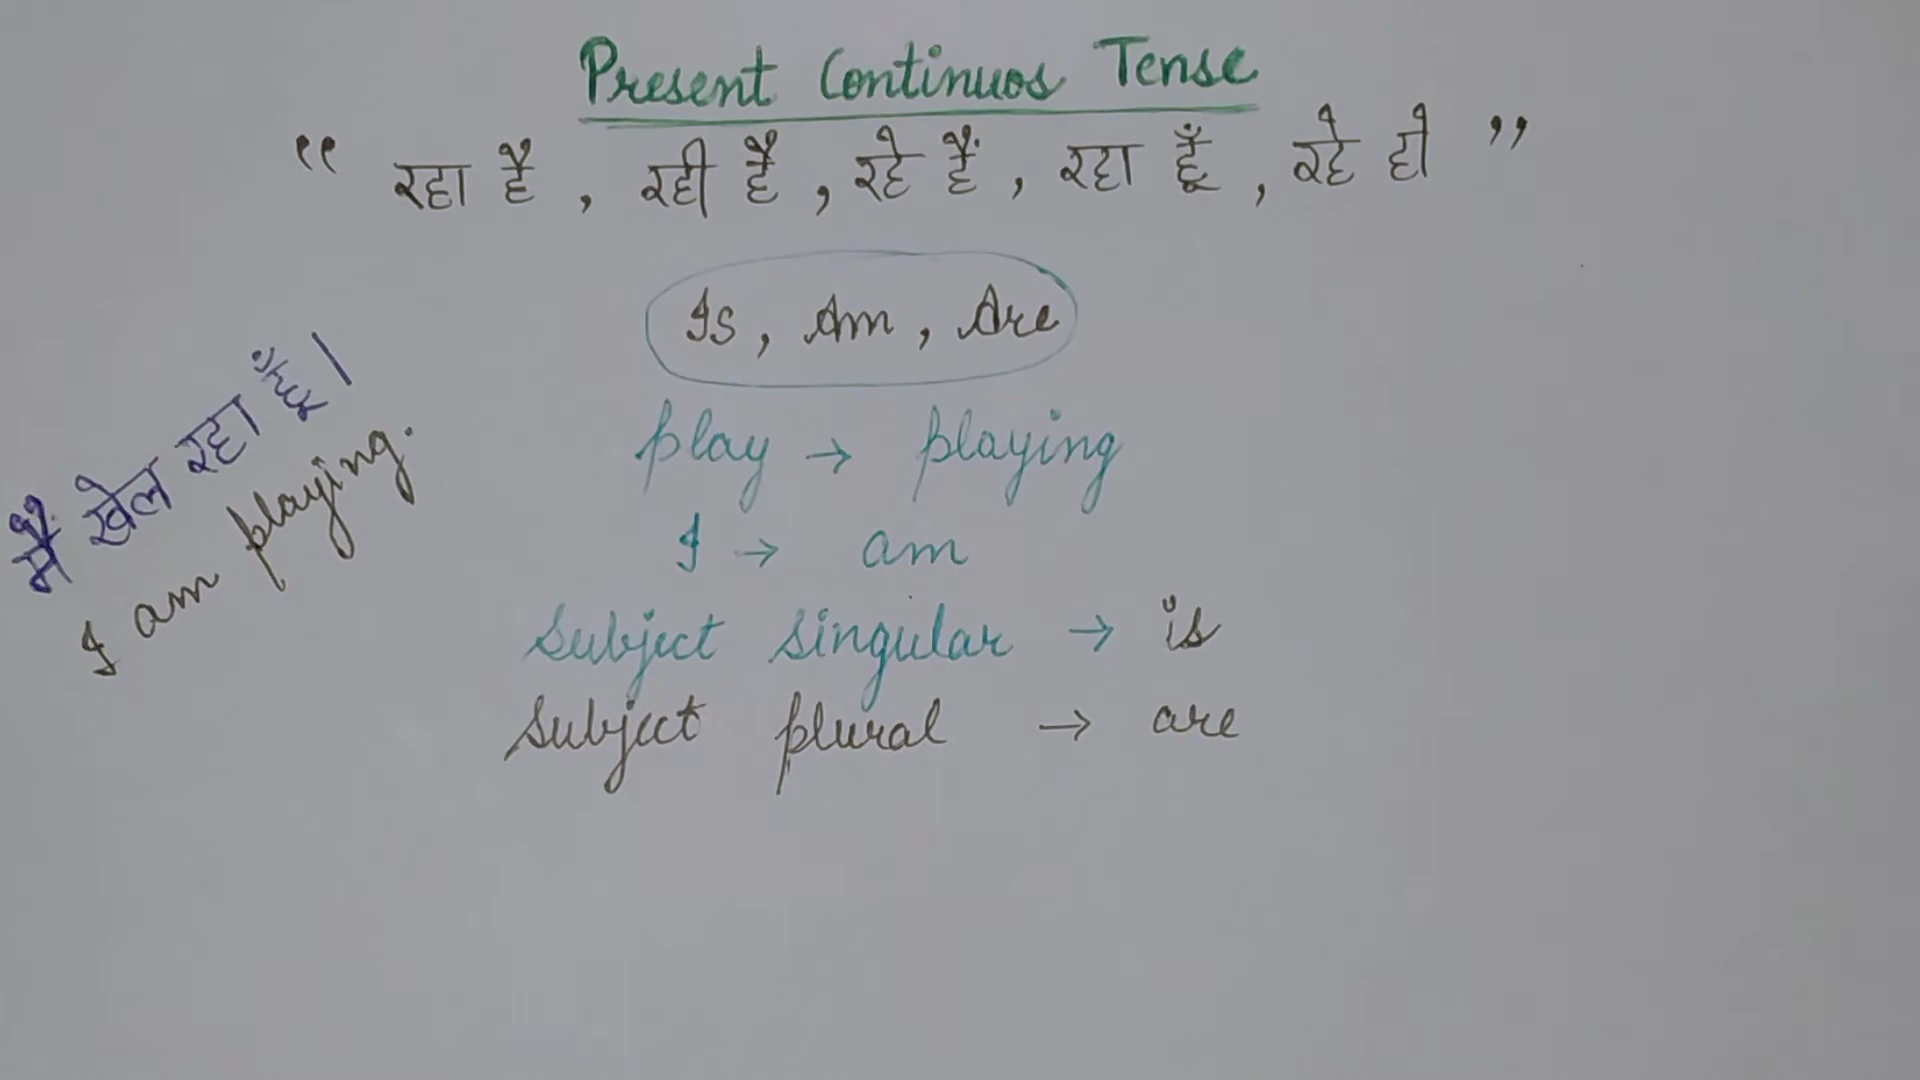 Present Continuos Tense
“ रहा है , रही है , रहे हैं , रहा हूँ , रहे हो ”
Is , Am , Are
play → playing
I → am
Subject singular → is
Subject plural → are
मैं खेल रहा हूँ ।
I am playing.